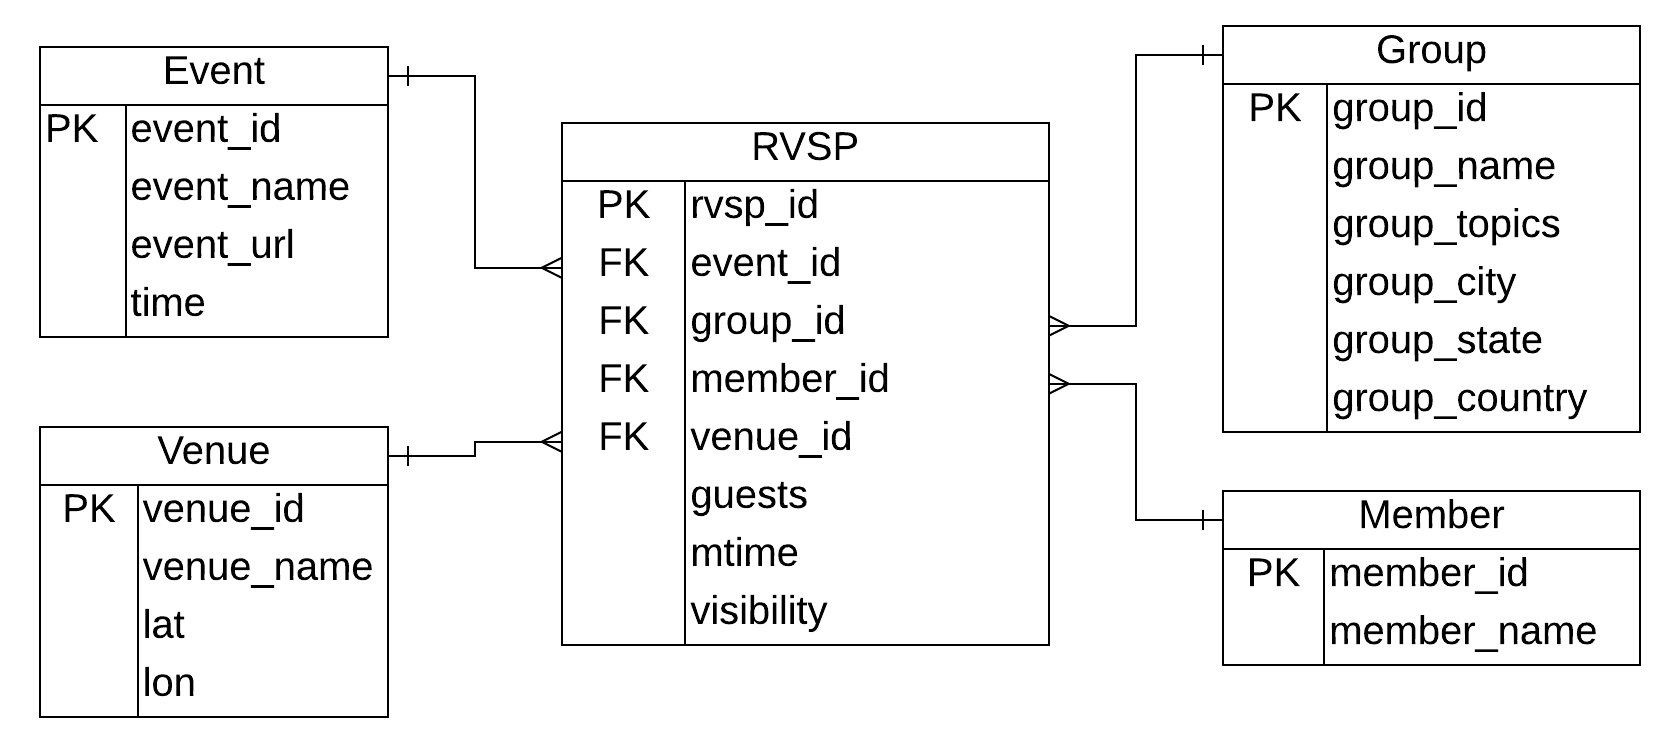 Event
PK event_id
event_name
event_url
time
Venue
PK venue_id
venue_name
lat
lon
RVSP
PK rvsp_id
FK event_id
FK group_id
FK member_id
FK venue_id
guests
mtime
visibility
Group
PK group_id
group_name
group_topics
group_city
group_state
group_country
Member
PK member_id
member_name